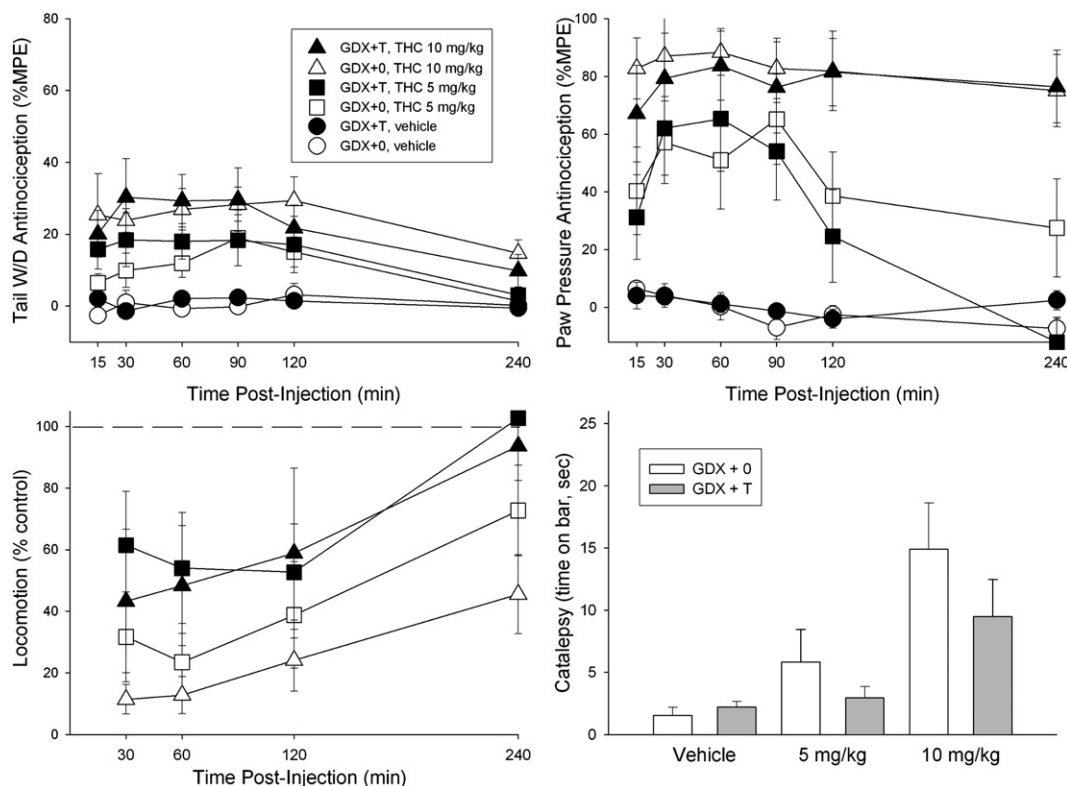 80
60
40
20
0
Tail W/D Antinociception (%MPE)
GDX+T, THC 10 mg/kg
GDX+0, THC 10 mg/kg
GDX+T, THC 5 mg/kg
GDX+0, THC 5 mg/kg
GDX+T, vehicle
GDX+0, vehicle
15 30 60 90 120 240
Time Post-Injection (min)
100
80
60
40
20
0
Paw Pressure Antinociception (%MPE)
15 30 60 90 120 240
Time Post-Injection (min)
100
80
60
40
20
0
Locomotion (% control)
30 60 120 240
Time Post-Injection (min)
25
20
15
10
5
0
Catalepsy (time on bar, sec)
GDX + 0
GDX + T
Vehicle 5 mg/kg 10 mg/kg